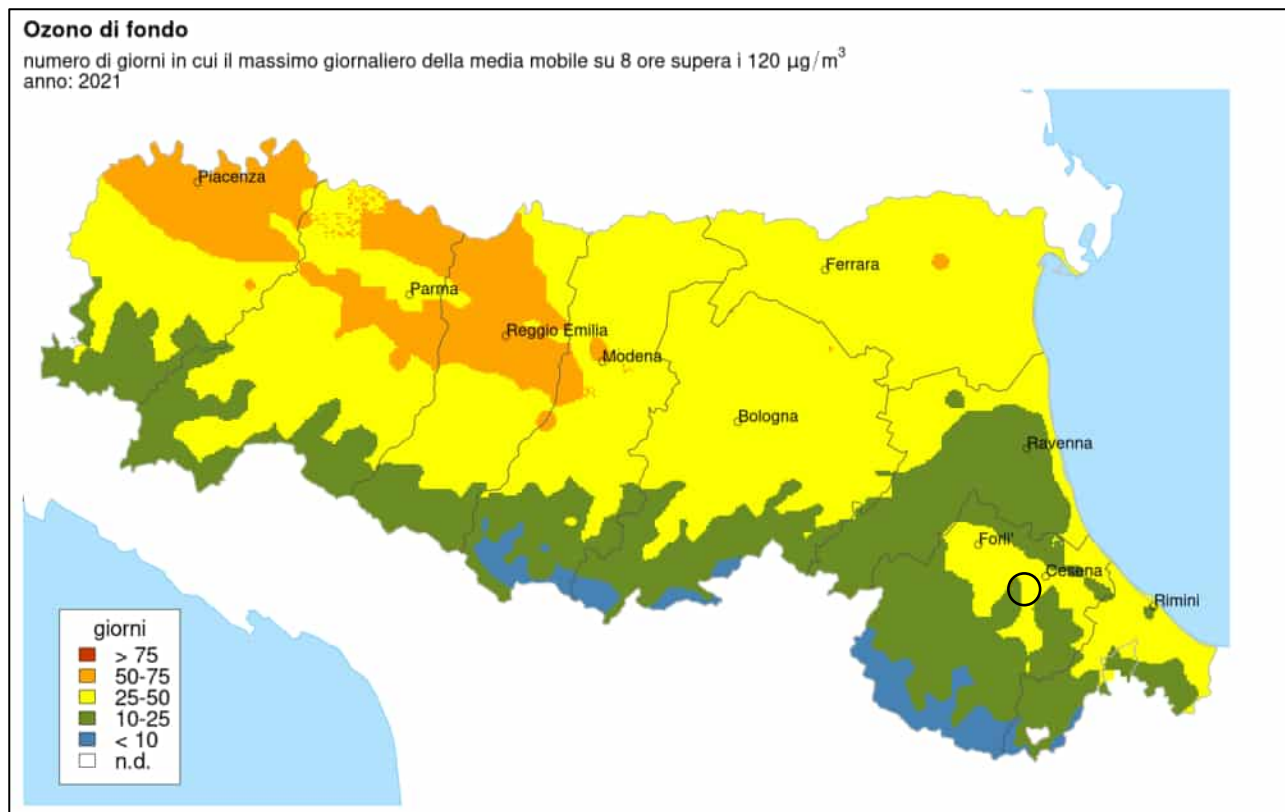 Ozono di fondo
numero di giorni in cui il massimo giornaliero della media mobile su 8 ore supera i 120 μg/m³
anno: 2021
Piacenza
Ferrara
Parma
Reggio Emilia
Modena
Bologna
Ravenna
Forli'
Cesena
Rimini
giorni
> 75
50-75
25-50
10-25
< 10
n.d.